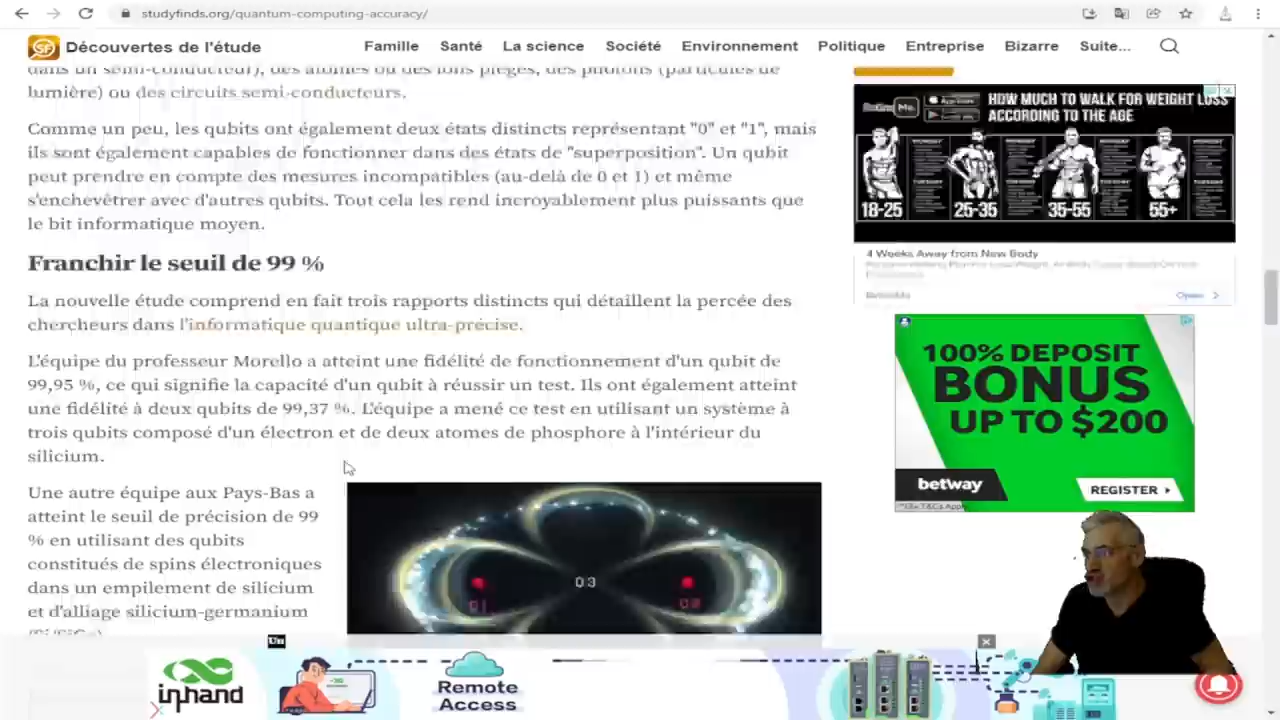 studyfinds.org/quantum-computing-accuracy/
SF Découvertes de l'étude
Famille Santé La science Société Environnement Politique Entreprise Bizarre Suite...
dans un semi-conducteur), des atomes ou des ions piégés, des photons (particules de
lumière) ou des circuits semi-conducteurs.
Comme un peu, les qubits ont également deux états distincts représentant "0" et "1", mais
ils sont également capables de fonctionner dans des états de "superposition". Un qubit
peut prendre en compte des mesures incompatibles (au-delà de 0 et 1) et même
s'enchevêtrer avec d'autres qubits. Tout cela les rend incroyablement plus puissants que
le bit informatique moyen.
Franchir le seuil de 99 %
La nouvelle étude comprend en fait trois rapports distincts qui détaillent la percée des
chercheurs dans l'informatique quantique ultra-précise.
L'équipe du professeur Morello a atteint une fidélité de fonctionnement d'un qubit de
99,95 %, ce qui signifie la capacité d'un qubit à réussir un test. Ils ont également atteint
une fidélité à deux qubits de 99,37 %. L'équipe a mené ce test en utilisant un système à
trois qubits composé d'un électron et de deux atomes de phosphore à l'intérieur du
silicium.
Une autre équipe aux Pays-Bas a
atteint le seuil de précision de 99
% en utilisant des qubits
constitués de spins électroniques
dans un empilement de silicium
et d'alliage silicium-germanium
(Si/SiGe)
Me. App Store
HOW MUCH TO WALK FOR WEIGHT LOSS
ACCORDING TO THE AGE
18-25 25-35 35-55 55+
4 Weeks Away from New Body
BetterMe
Open
100% DEPOSIT
BONUS
UP TO $200
betway
REGISTER
inhand
Remote
Access